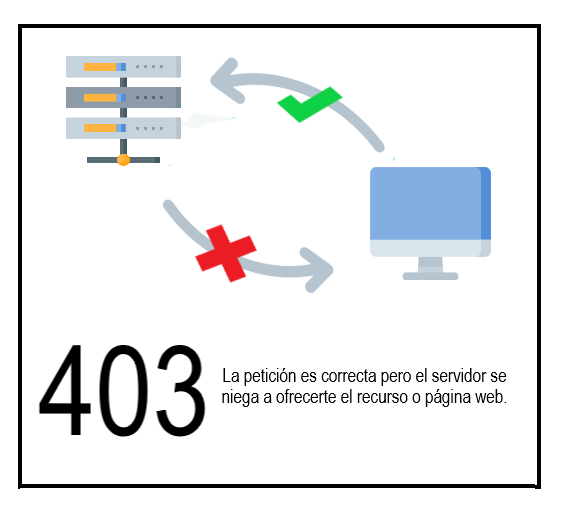 403
La petición es correcta pero el servidor se
niega a ofrecerte el recurso o página web.